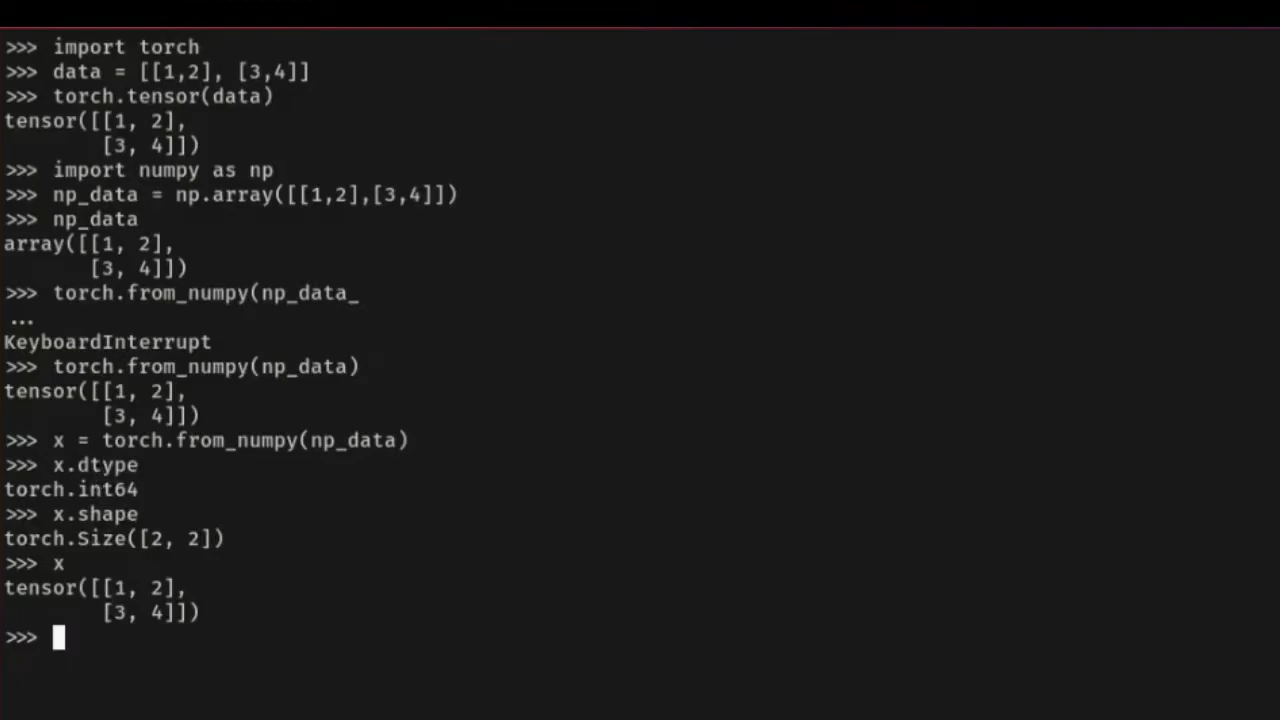 >>> import torch
>>> data = [[1,2], [3,4]]
>>> torch.tensor(data)
tensor([[1, 2],
        [3, 4]])
>>> import numpy as np
>>> np_data = np.array([[1,2],[3,4]])
>>> np_data
array([[1, 2],
       [3, 4]])
>>> torch.from_numpy(np_data_
...
KeyboardInterrupt
>>> torch.from_numpy(np_data)
tensor([[1, 2],
        [3, 4]])
>>> x = torch.from_numpy(np_data)
>>> x.dtype
torch.int64
>>> x.shape
torch.Size([2, 2])
>>> x
tensor([[1, 2],
        [3, 4]])
>>>